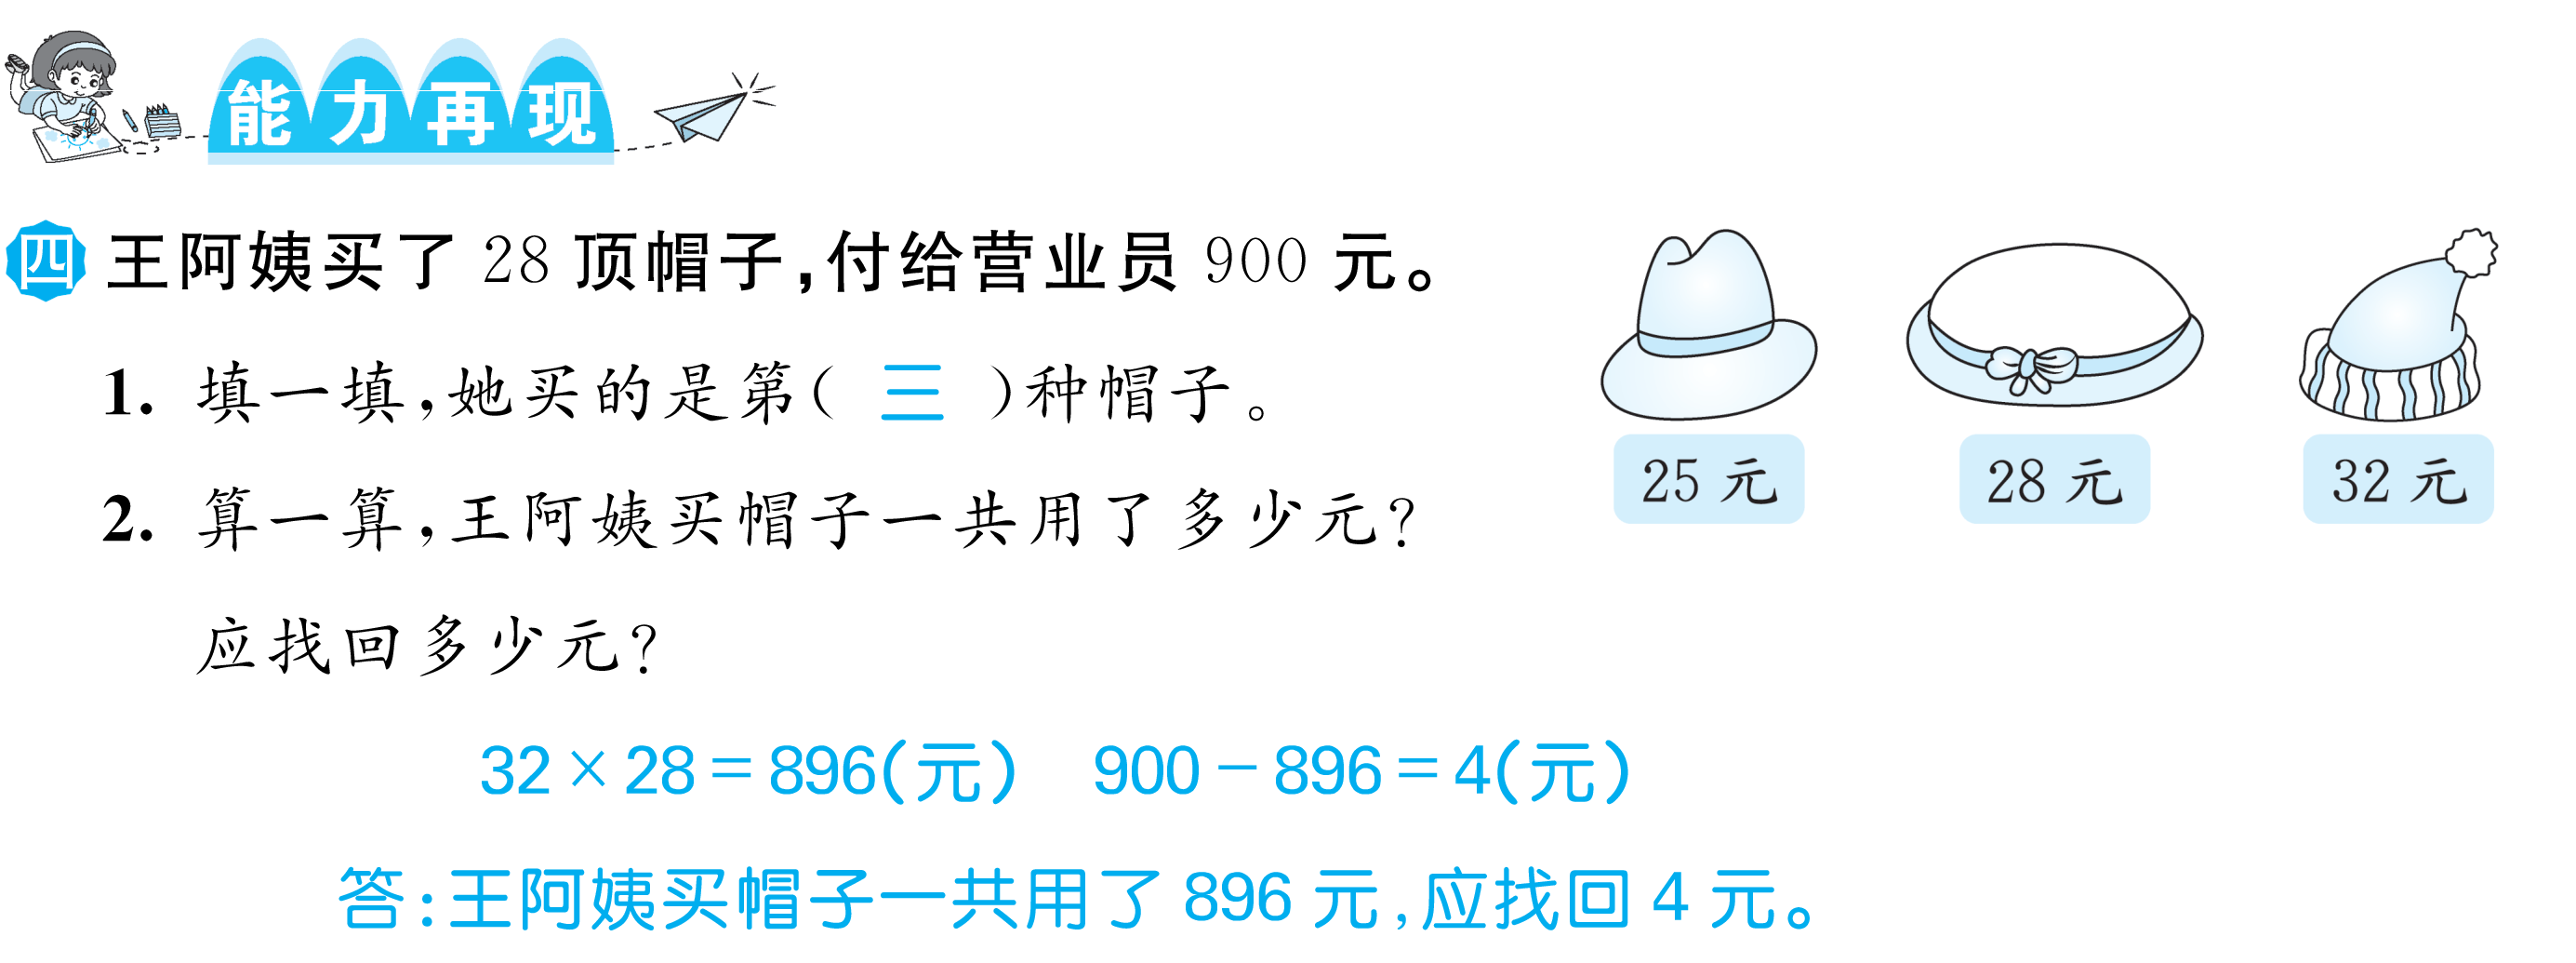 能力再现
四 王阿姨买了 28 顶帽子,付给营业员 900 元。
1. 填一填,她买的是第( 三 )种帽子。
25 元 28 元 32 元
2. 算一算,王阿姨买帽子一共用了多少元?
应找回多少元?
32×28=896(元) 900-896=4(元)
答:王阿姨买帽子一共用了 896 元,应找回 4 元。